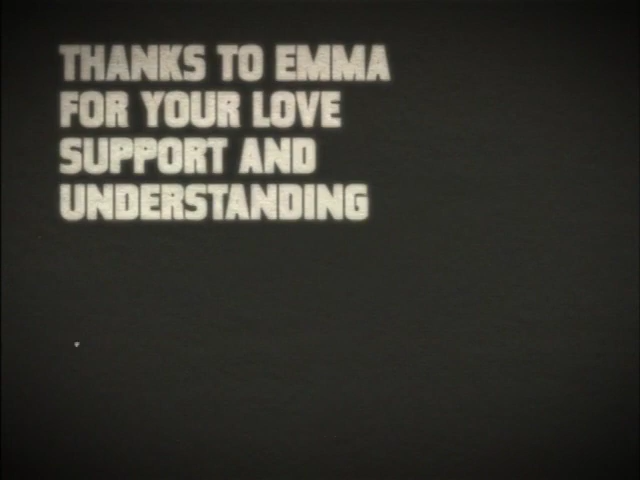 THANKS TO EMMA
FOR YOUR LOVE
SUPPORT AND
UNDERSTANDING